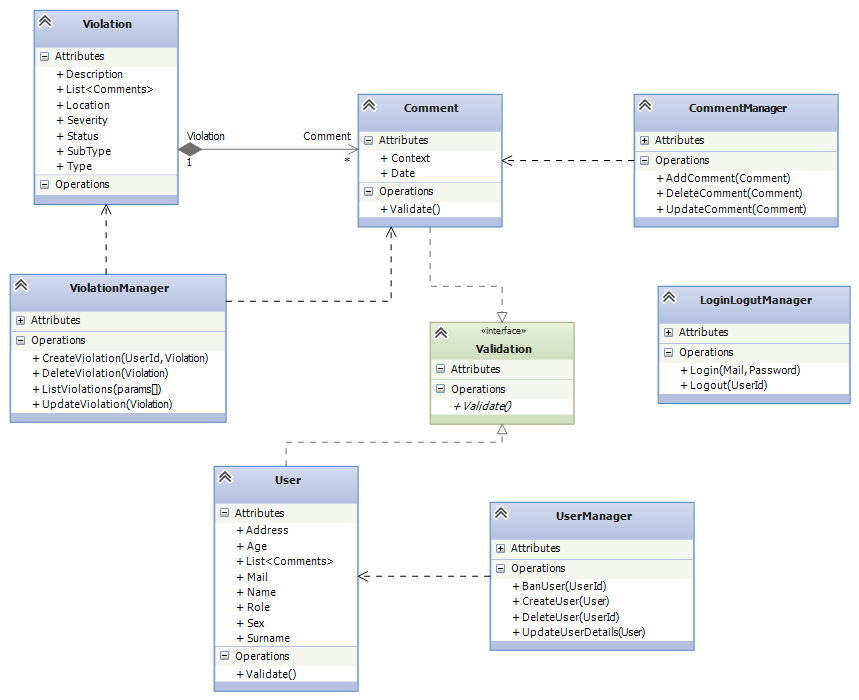 Violation
Attributes
+ Description
+ List<Comments>
+ Location
+ Severity
+ Status
+ SubType
+ Type
Operations
Violation
1
Comment
*
Comment
Attributes
+ Context
+ Date
Operations
+ Validate()
CommentManager
Attributes
Operations
+ AddComment(Comment)
+ DeleteComment(Comment)
+ UpdateComment(Comment)
ViolationManager
Attributes
Operations
+ CreateViolation(UserId, Violation)
+ DeleteViolation(Violation)
+ ListViolations(params[])
+ UpdateViolation(Violation)
LoginLogutManager
Attributes
Operations
+ Login(Mail, Password)
+ Logout(UserId)
«interface»
Validation
Attributes
Operations
+ Validate()
User
Attributes
+ Address
+ Age
+ List<Comments>
+ Mail
+ Name
+ Role
+ Sex
+ Surname
Operations
+ Validate()
UserManager
Attributes
Operations
+ BanUser(UserId)
+ CreateUser(User)
+ DeleteUser(UserId)
+ UpdateUserDetails(User)